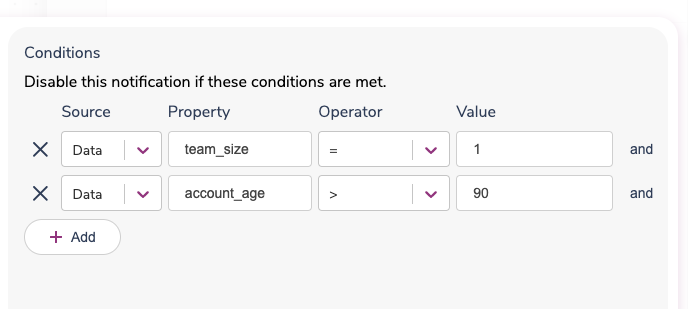 Conditions
Disable this notification if these conditions are met.
Source Property Operator Value
Data team_size = 1 and
Data account_age > 90 and
+ Add